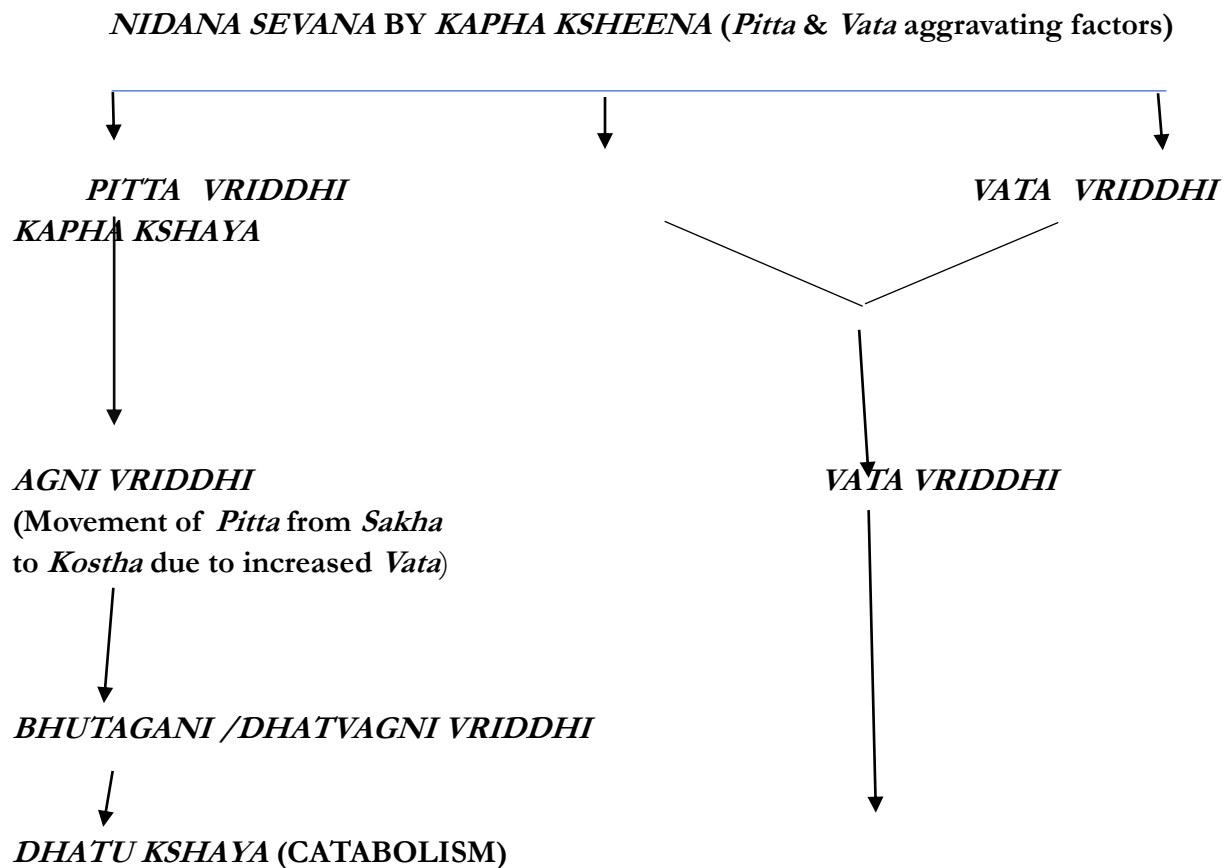 NIDANA SEVANA BY KAPHA KSHEENA (Pitta & Vata aggravating factors)
PITTA VRIDDHI VATA VRIDDHI
KAPHA KSHAYA
AGNI VRIDDHI VATA VRIDDHI
(Movement of Pitta from Sakha
to Kostha due to increased Vata)
BHUTAGANI /DHATVAGNI VRIDDHI
DHATU KSHAYA (CATABOLISM)